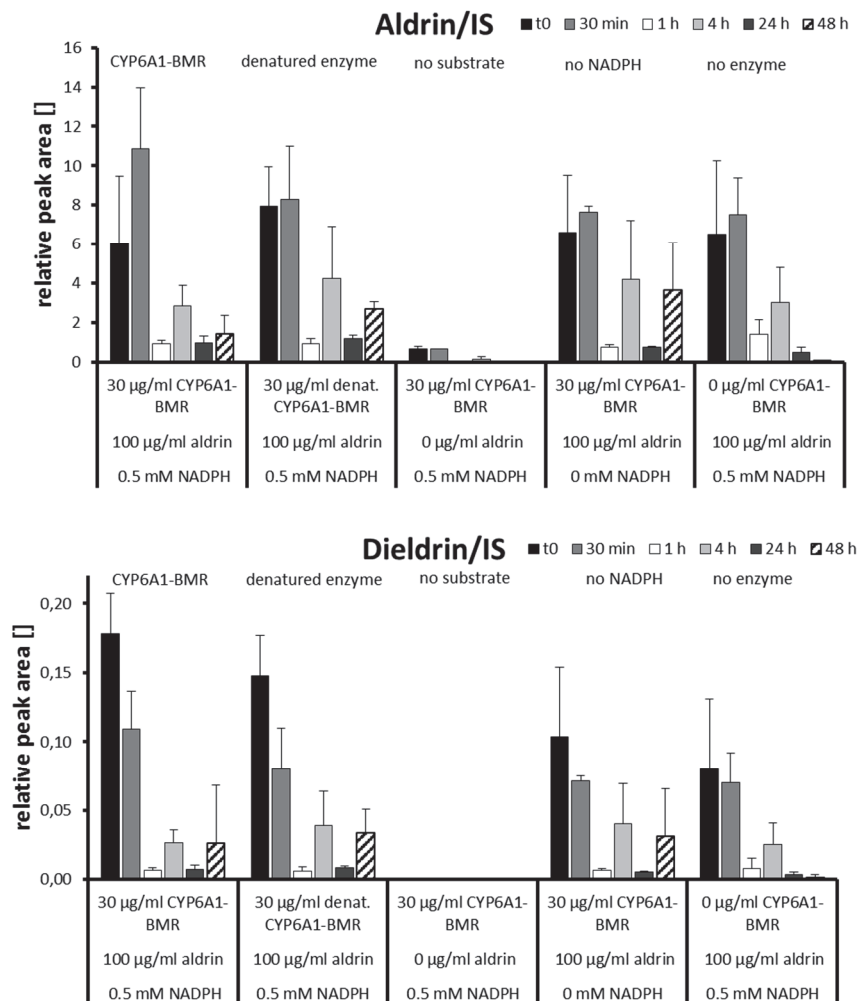 Aldrin/IS t0 30 min 1 h 4 h 24 h 48 h
CYP6A1-BMR denatured enzyme no substrate no NADPH no enzyme
relative peak area []
16
14
12
10
8
6
4
2
0
30 µg/ml CYP6A1- 30 µg/ml denat. 30 µg/ml CYP6A1- 30 µg/ml CYP6A1- 0 µg/ml CYP6A1-
BMR CYP6A1-BMR BMR BMR BMR
100 µg/ml aldrin 100 µg/ml aldrin 0 µg/ml aldrin 100 µg/ml aldrin 100 µg/ml aldrin
0.5 mM NADPH 0.5 mM NADPH 0.5 mM NADPH 0 mM NADPH 0.5 mM NADPH
Dieldrin/IS t0 30 min 1 h 4 h 24 h 48 h
CYP6A1-BMR denatured enzyme no substrate no NADPH no enzyme
relative peak area []
0,20
0,15
0,10
0,05
0,00
30 µg/ml CYP6A1- 30 µg/ml denat. 30 µg/ml CYP6A1- 30 µg/ml CYP6A1- 0 µg/ml CYP6A1-
BMR CYP6A1-BMR BMR BMR BMR
100 µg/ml aldrin 100 µg/ml aldrin 0 µg/ml aldrin 100 µg/ml aldrin 100 µg/ml aldrin
0.5 mM NADPH 0.5 mM NADPH 0.5 mM NADPH 0 mM NADPH 0.5 mM NADPH